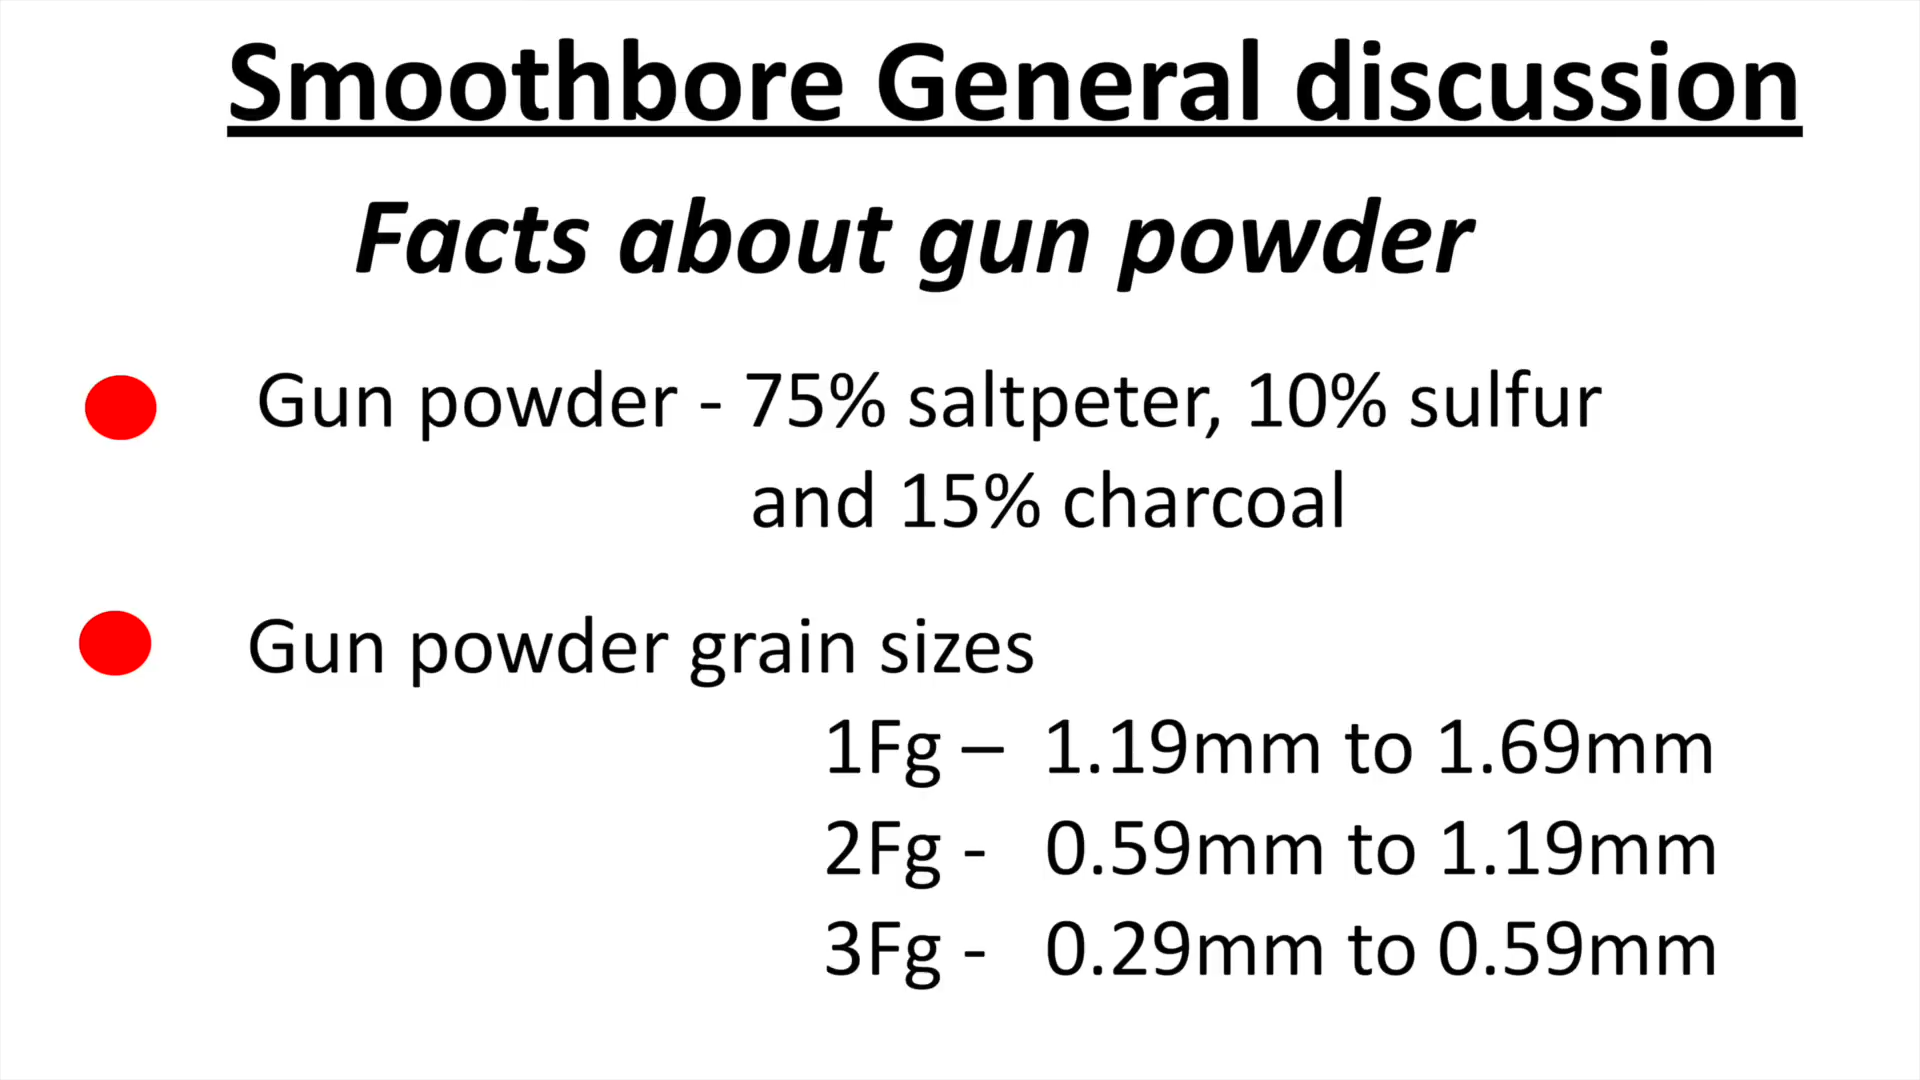 Smoothbore General discussion
Facts about gun powder
Gun powder - 75% saltpeter, 10% sulfur
and 15% charcoal
Gun powder grain sizes
1Fg – 1.19mm to 1.69mm
2Fg - 0.59mm to 1.19mm
3Fg - 0.29mm to 0.59mm